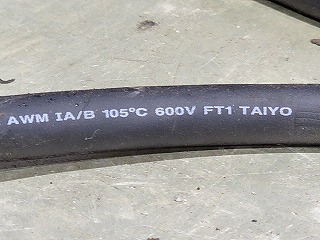 AWM IA/B 105°C 600V FT1 TAIYO